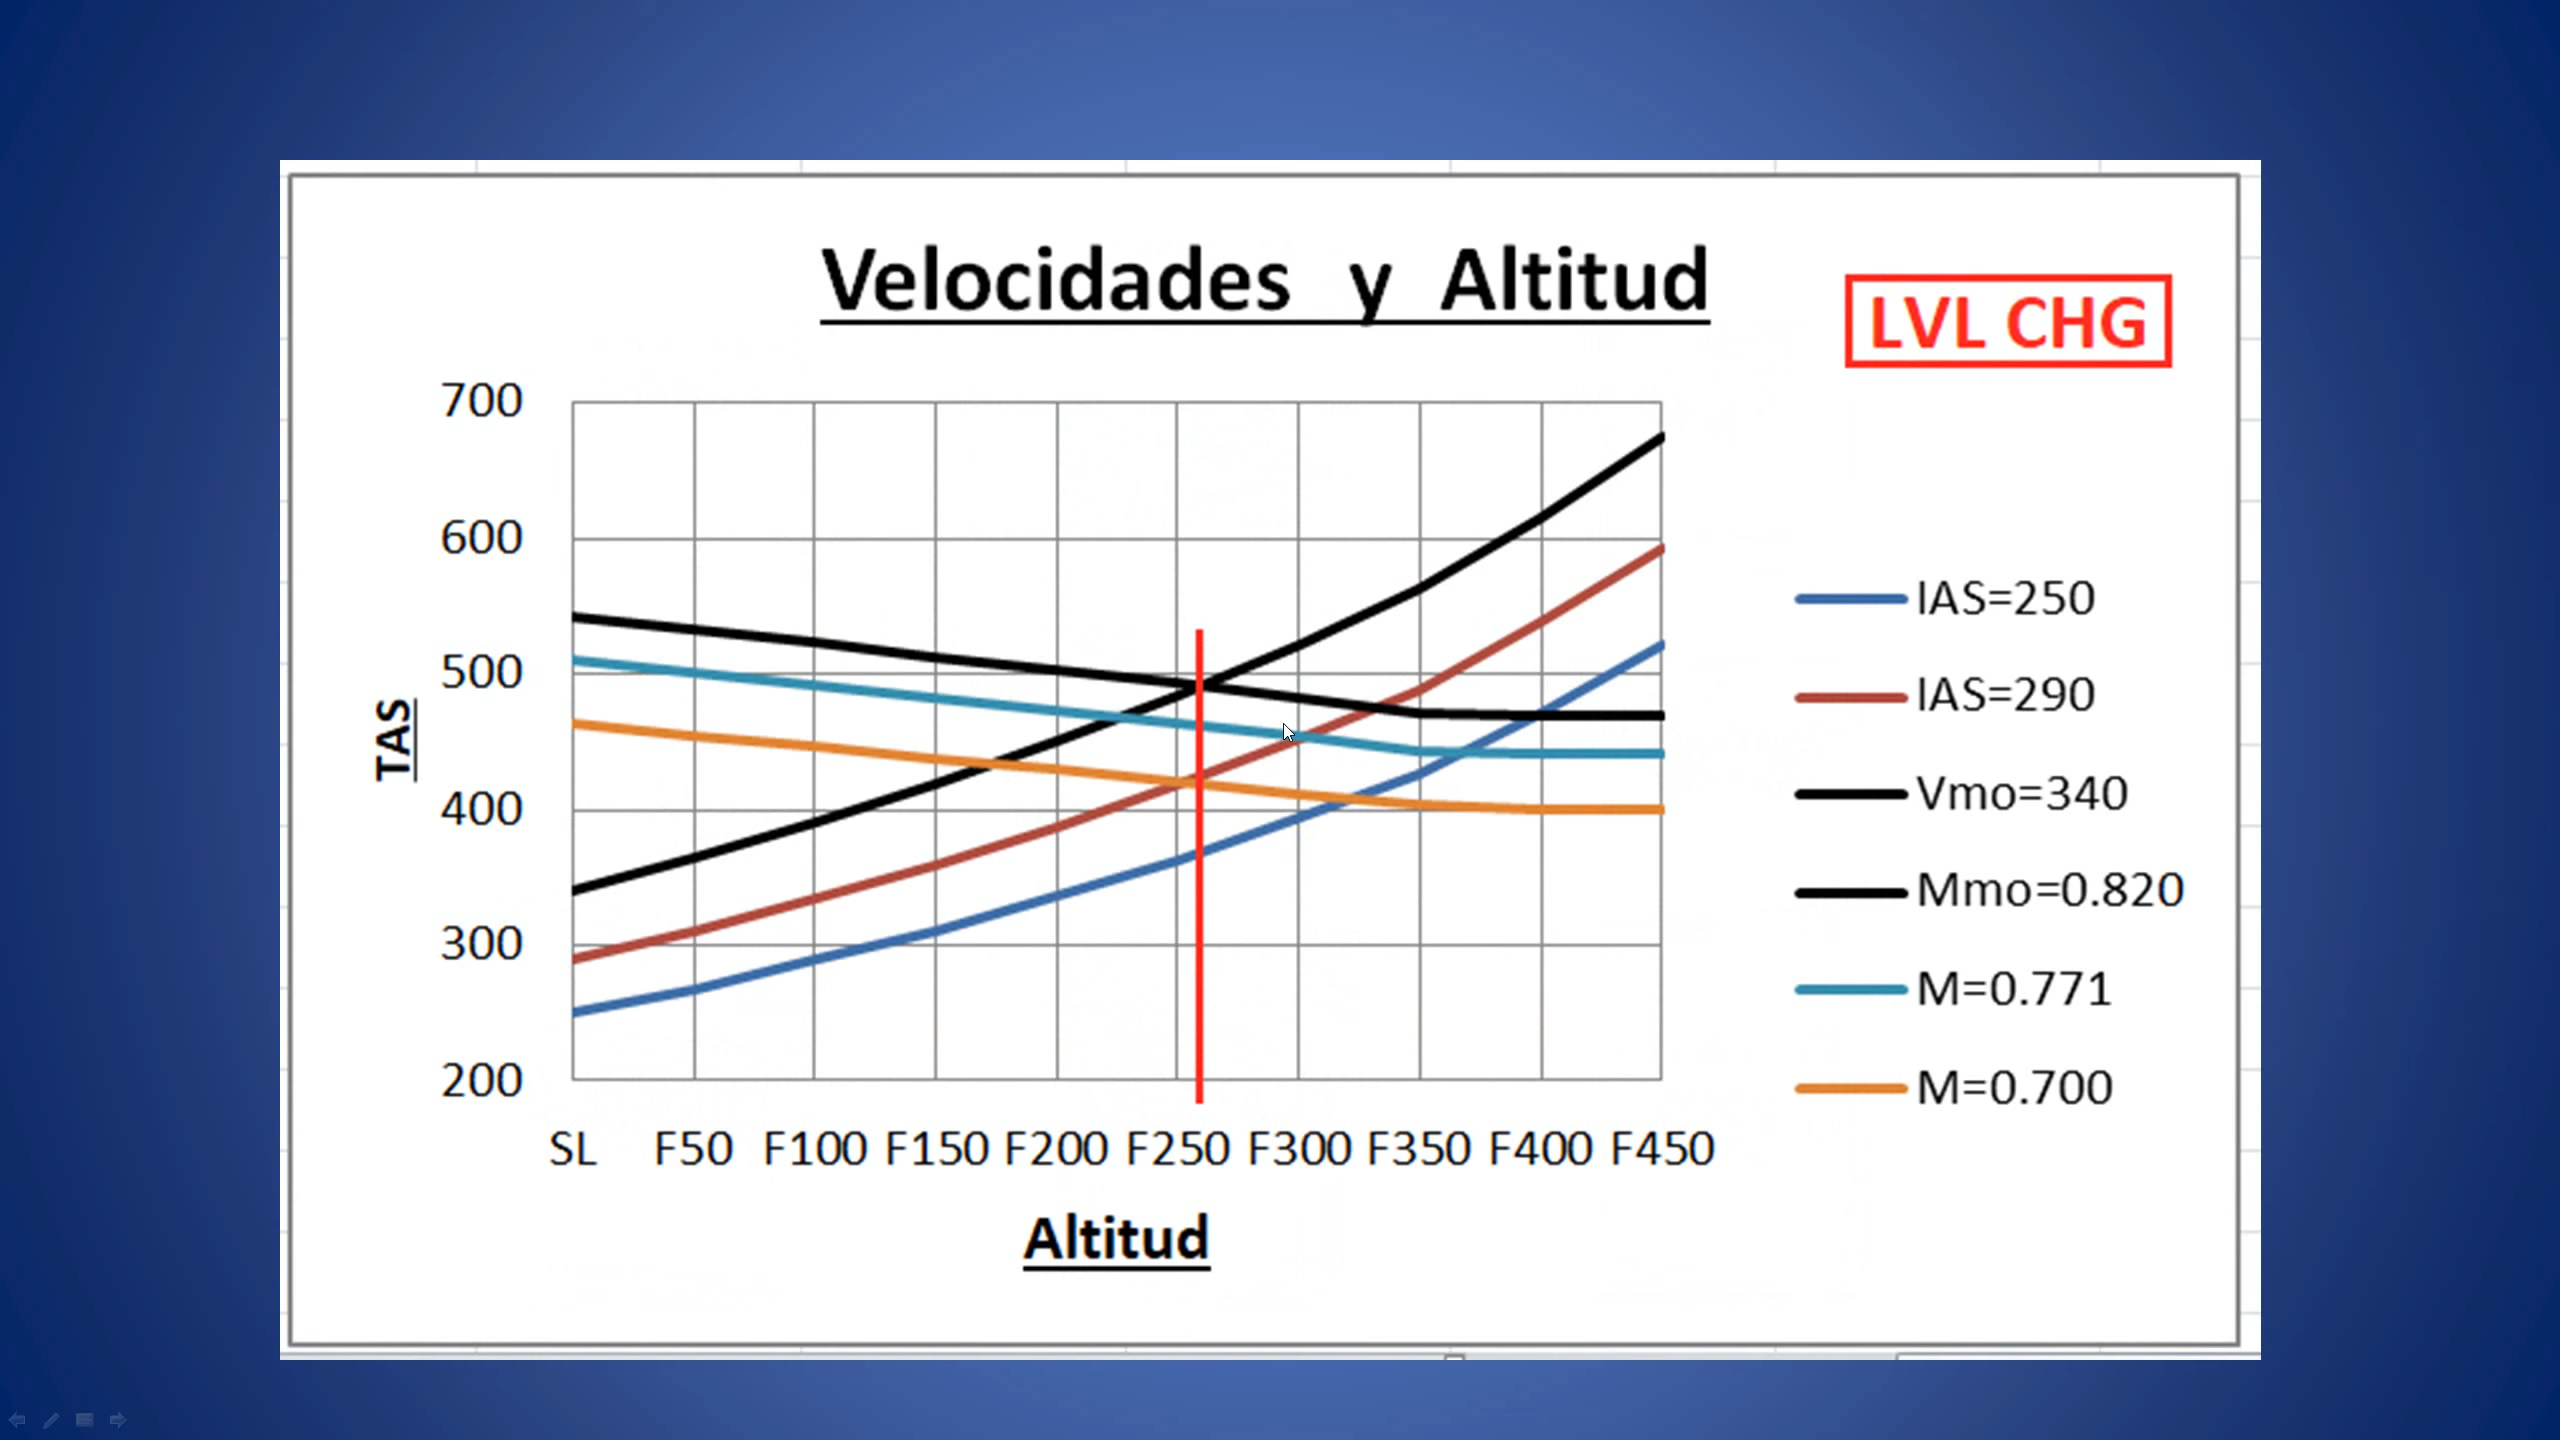 Velocidades y Altitud
LVL CHG
700
600
500
400
300
200
TAS
SL F50 F100 F150 F200 F250 F300 F350 F400 F450
Altitud
IAS=250
IAS=290
Vmo=340
Mmo=0.820
M=0.771
M=0.700